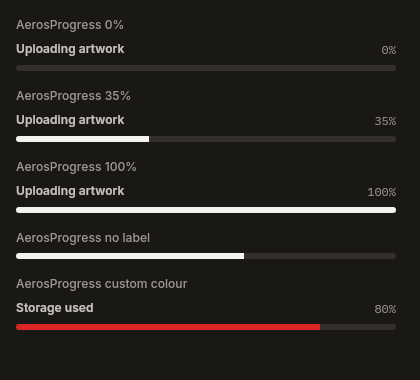 AerosProgress 0%
Uploading artwork 0%
AerosProgress 35%
Uploading artwork 35%
AerosProgress 100%
Uploading artwork 100%
AerosProgress no label
AerosProgress custom colour
Storage used 80%